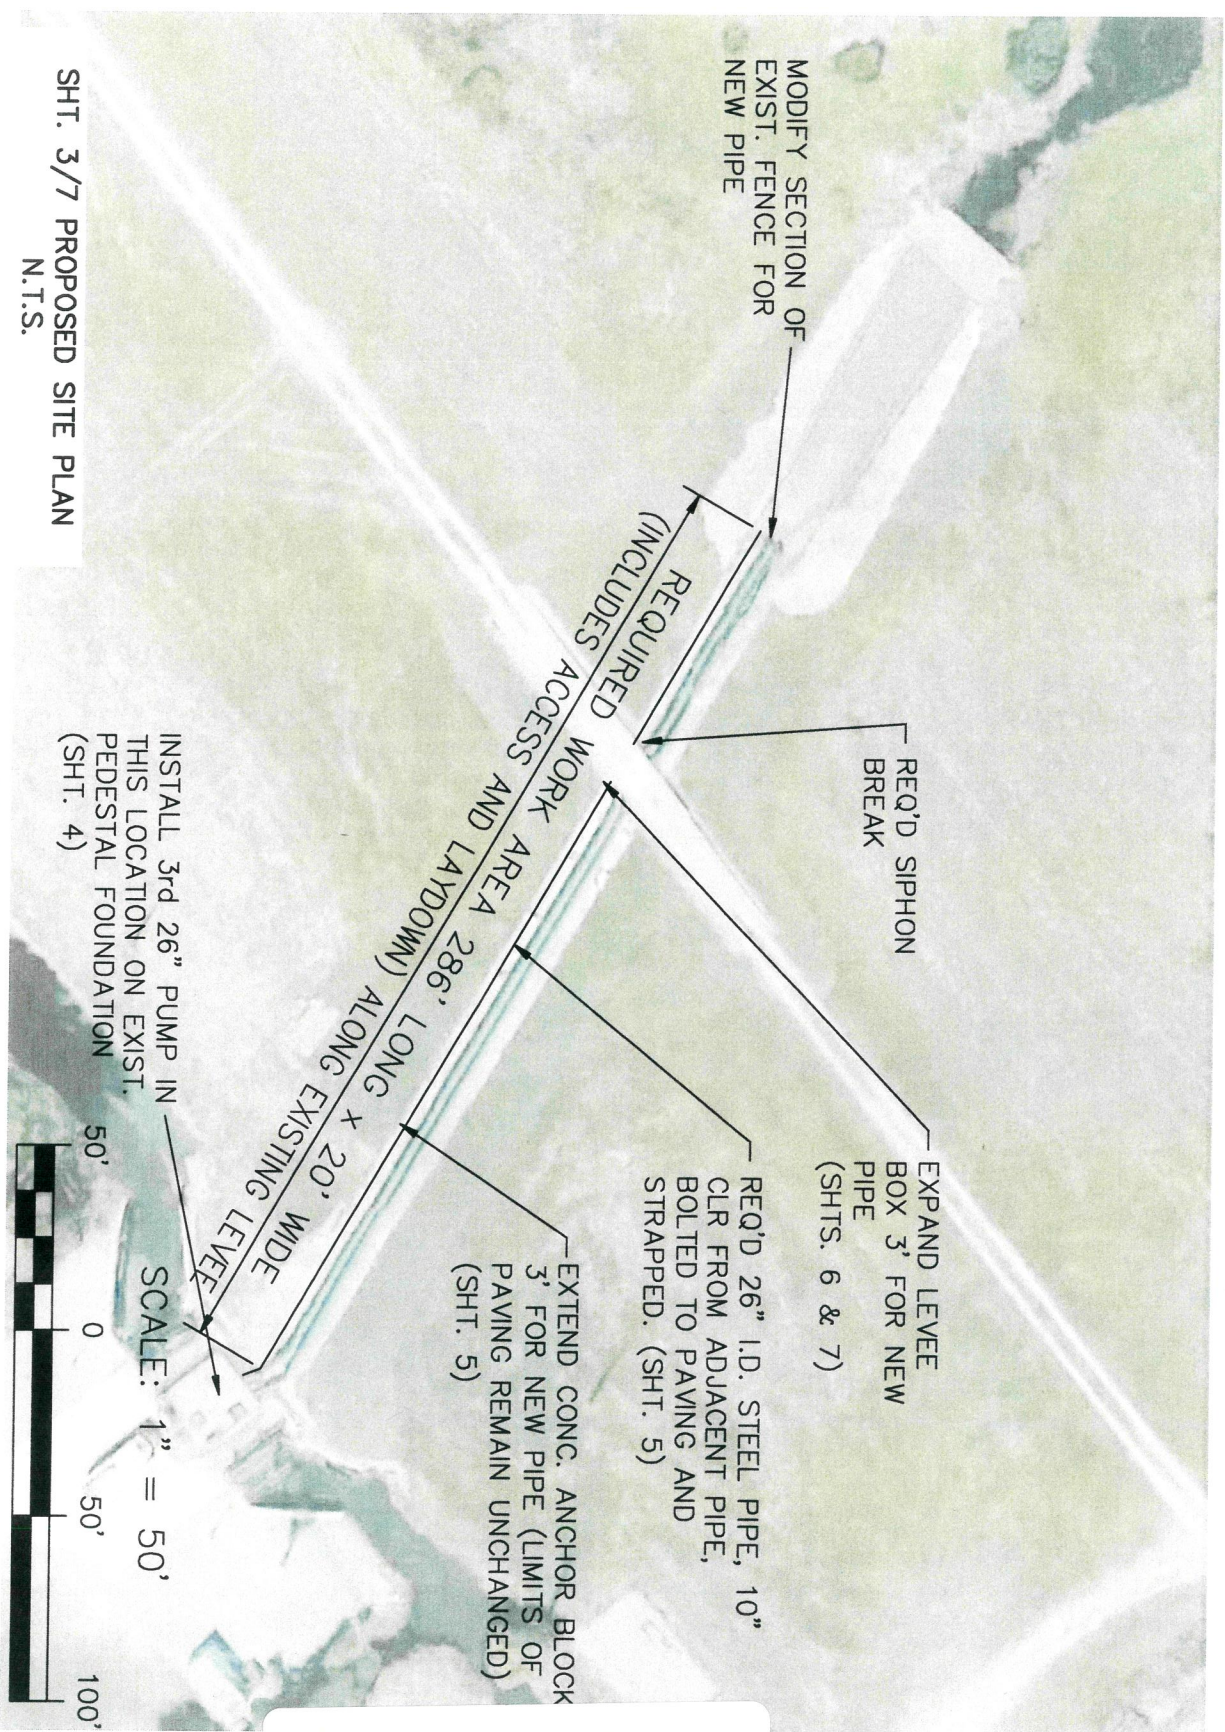 MODIFY SECTION OF
EXIST. FENCE FOR
NEW PIPE
REQ'D SIPHON
BREAK
EXPAND LEVEE
BOX 3' FOR NEW
PIPE
(SHTS. 6 & 7)
REQ'D 26" I.D. STEEL PIPE, 10"
CLR FROM ADJACENT PIPE,
BOLTED TO PAVING AND
STRAPPED. (SHT. 5)
EXTEND CONC. ANCHOR BLOCK
3' FOR NEW PIPE (LIMITS OF
PAVING REMAIN UNCHANGED)
(SHT. 5)
REQUIRED WORK AREA 286' LONG x 20' WIDE
(INCLUDES ACCESS AND LAYDOWN) ALONG EXISTING LEVEE
INSTALL 3rd 26" PUMP IN
THIS LOCATION ON EXIST.
PEDESTAL FOUNDATION
(SHT. 4)
SCALE: 1" = 50'
50' 0 50' 100'
SHT. 3/7 PROPOSED SITE PLAN
N.T.S.